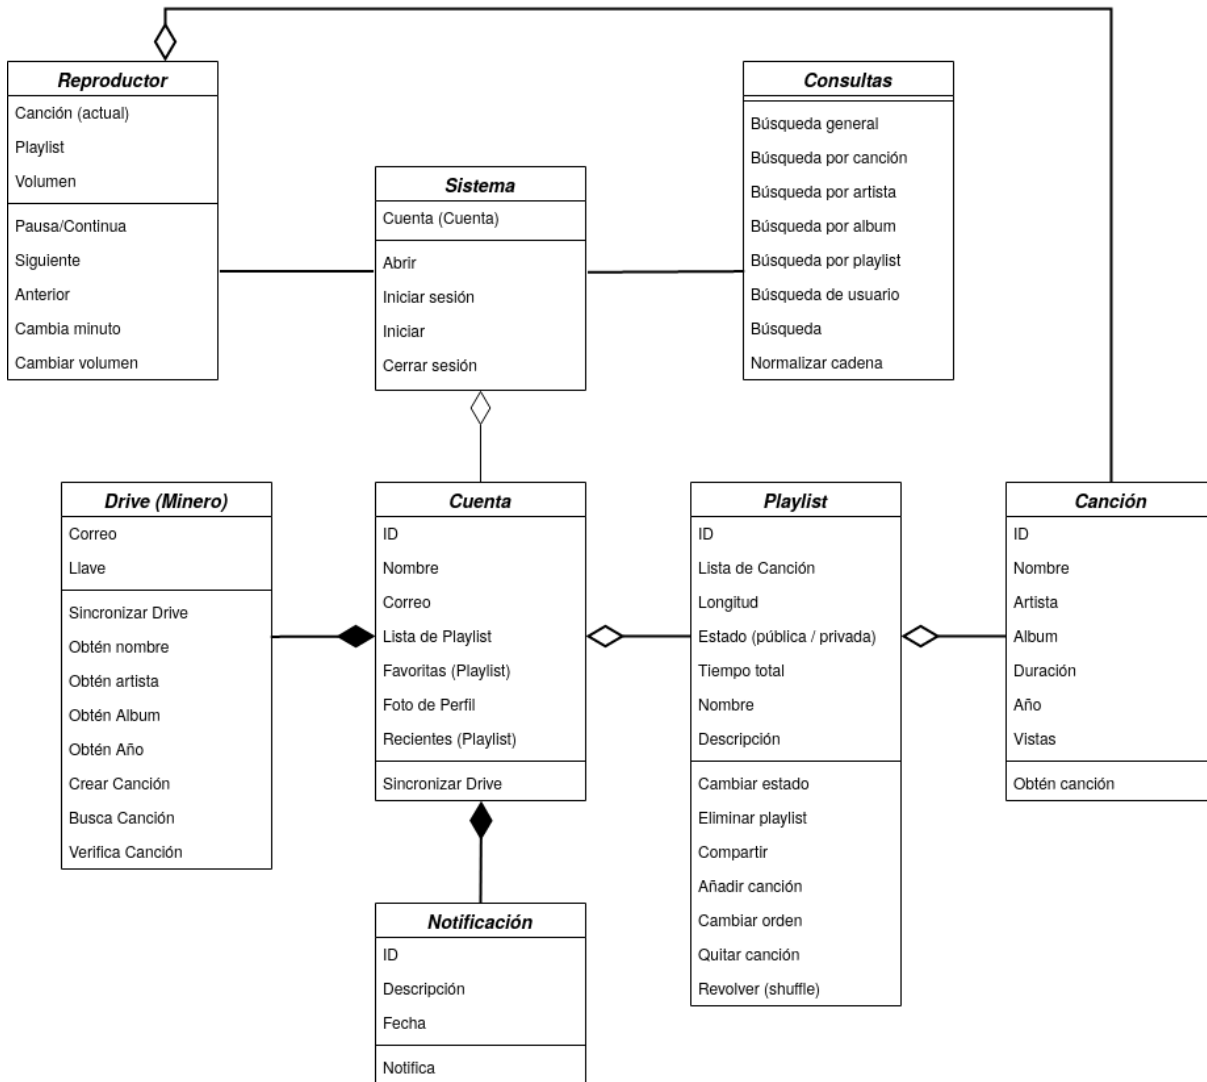 Reproductor
Canción (actual)
Playlist
Volumen
Pausa/Continua
Siguiente
Anterior
Cambia minuto
Cambiar volumen
Sistema
Cuenta (Cuenta)
Abrir
Iniciar sesión
Iniciar
Cerrar sesión
Consultas
Búsqueda general
Búsqueda por canción
Búsqueda por artista
Búsqueda por album
Búsqueda por playlist
Búsqueda de usuario
Búsqueda
Normalizar cadena
Drive (Minero)
Correo
Llave
Sincronizar Drive
Obtén nombre
Obtén artista
Obtén Album
Obtén Año
Crear Canción
Busca Canción
Verifica Canción
Cuenta
ID
Nombre
Correo
Lista de Playlist
Favoritas (Playlist)
Foto de Perfil
Recientes (Playlist)
Sincronizar Drive
Playlist
ID
Lista de Canción
Longitud
Estado (pública / privada)
Tiempo total
Nombre
Descripción
Cambiar estado
Eliminar playlist
Compartir
Añadir canción
Cambiar orden
Quitar canción
Revolver (shuffle)
Canción
ID
Nombre
Artista
Album
Duración
Año
Vistas
Obtén canción
Notificación
ID
Descripción
Fecha
Notifica